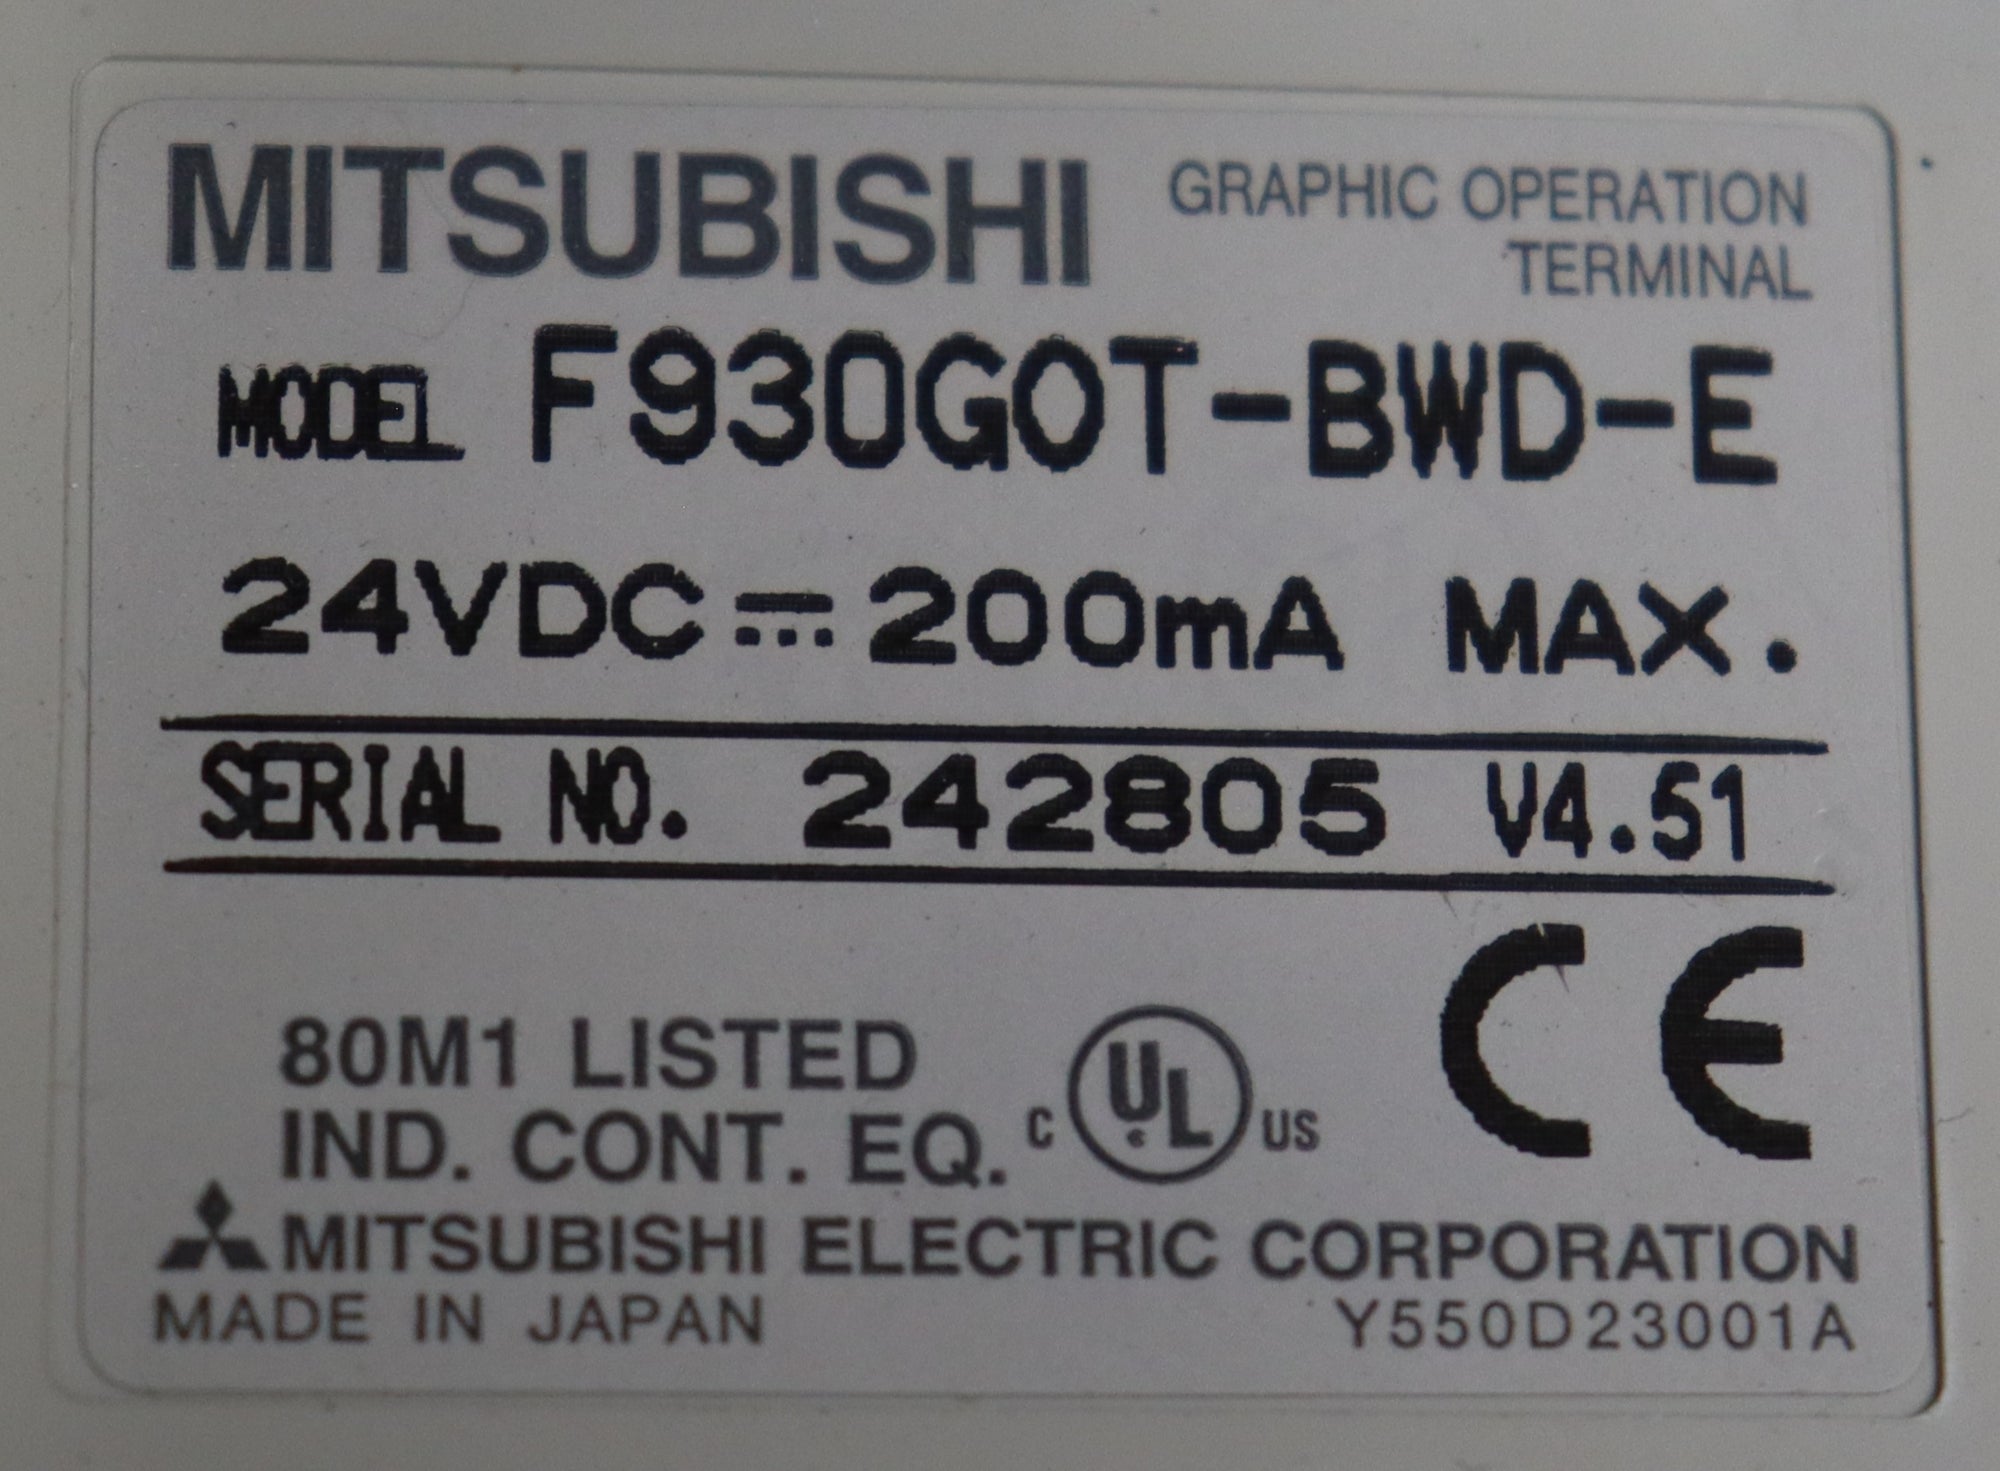 MITSUBISHI GRAPHIC OPERATION
TERMINAL
MODEL F930GOT-BWD-E
24VDC⎓200mA MAX.
SERIAL NO. 242805 V4.51
80M1 LISTED
IND. CONT. EQ. C UL US CE
MITSUBISHI ELECTRIC CORPORATION
MADE IN JAPAN Y550D23001A